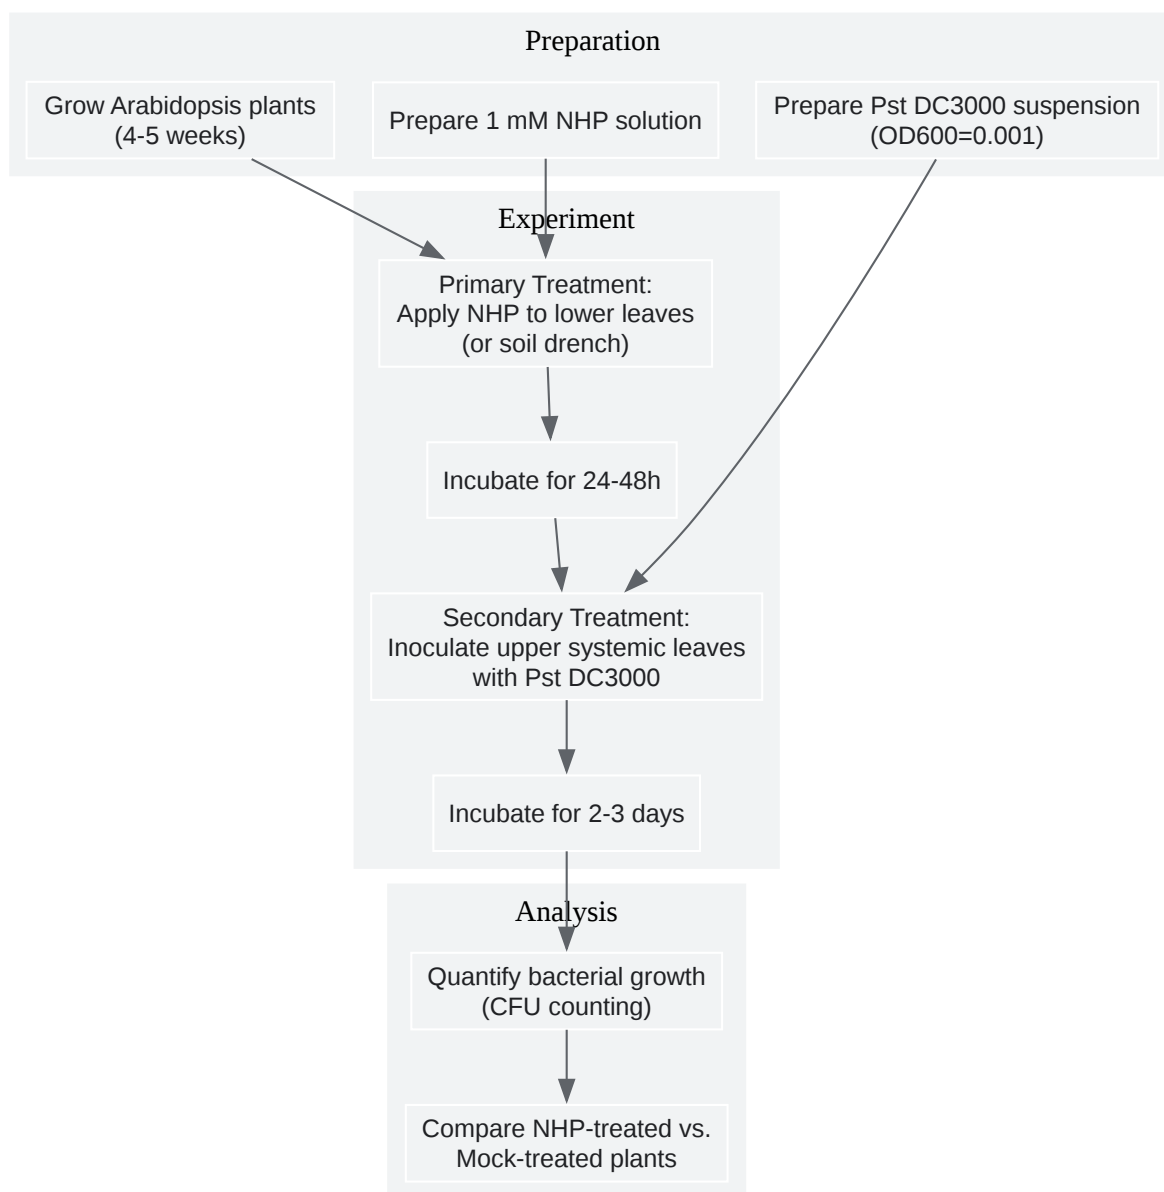 Preparation
Grow Arabidopsis plants
(4-5 weeks)
Prepare 1 mM NHP solution
Prepare Pst DC3000 suspension
(OD600=0.001)
Experiment
Primary Treatment:
Apply NHP to lower leaves
(or soil drench)
Incubate for 24-48h
Secondary Treatment:
Inoculate upper systemic leaves
with Pst DC3000
Incubate for 2-3 days
Analysis
Quantify bacterial growth
(CFU counting)
Compare NHP-treated vs.
Mock-treated plants